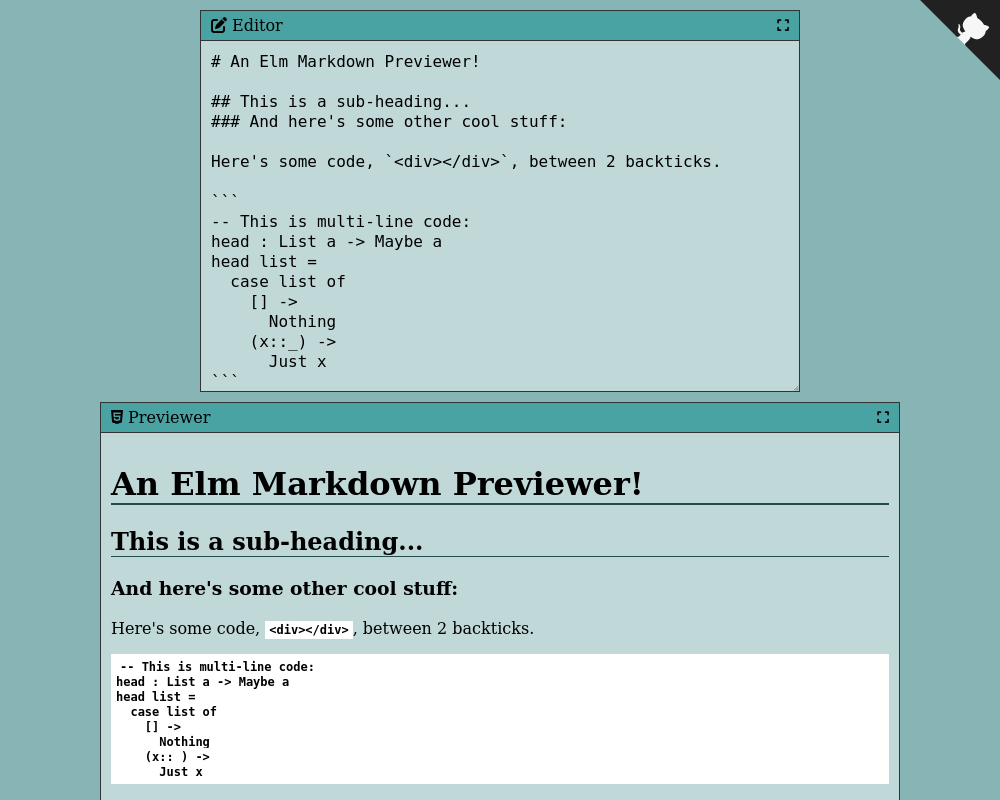 Editor
# An Elm Markdown Previewer!

## This is a sub-heading...
### And here's some other cool stuff:

Here's some code, `<div></div>`, between 2 backticks.

```
-- This is multi-line code:
head : List a -> Maybe a
head list =
  case list of
    [] ->
      Nothing
    (x::_) ->
      Just x
```
Previewer
An Elm Markdown Previewer!
This is a sub-heading...
And here's some other cool stuff:
Here's some code, <div></div>, between 2 backticks.
-- This is multi-line code:
head : List a -> Maybe a
head list =
  case list of
    [] ->
      Nothing
    (x:: ) ->
      Just x